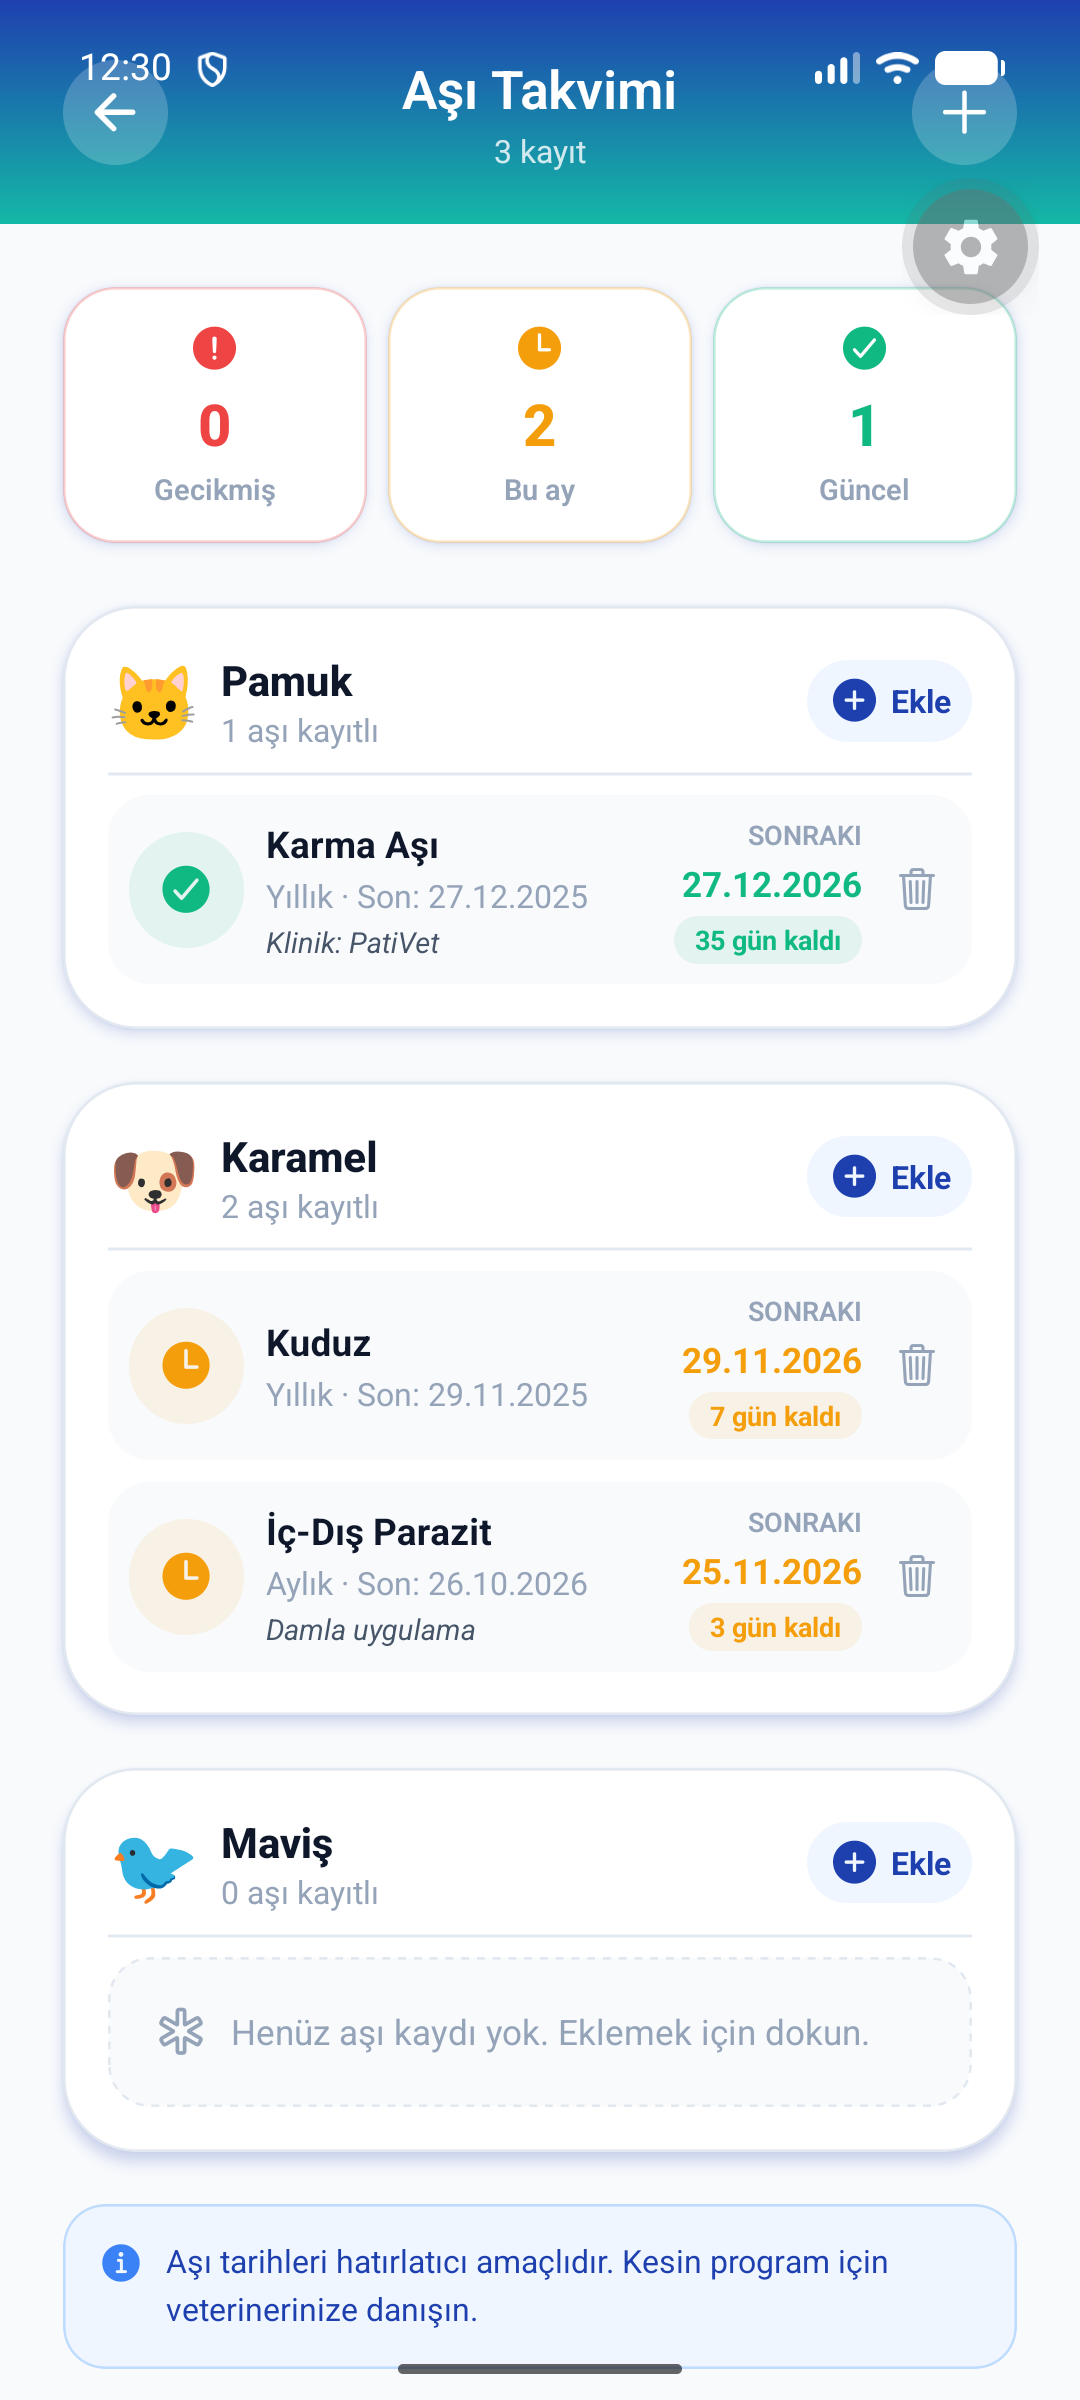 12:30
Aşı Takvimi
3 kayıt
0
Gecikmiş
2
Bu ay
1
Güncel
Pamuk
1 aşı kayıtlı
Ekle
Karma Aşı
Yıllık · Son: 27.12.2025
Klinik: PatiVet
SONRAKI
27.12.2026
35 gün kaldı
Karamel
2 aşı kayıtlı
Ekle
Kuduz
Yıllık · Son: 29.11.2025
SONRAKI
29.11.2026
7 gün kaldı
İç-Dış Parazit
Aylık · Son: 26.10.2026
Damla uygulama
SONRAKI
25.11.2026
3 gün kaldı
Maviş
0 aşı kayıtlı
Ekle
Henüz aşı kaydı yok. Eklemek için dokun.
Aşı tarihleri hatırlatıcı amaçlıdır. Kesin program için
veterinerinize danışın.